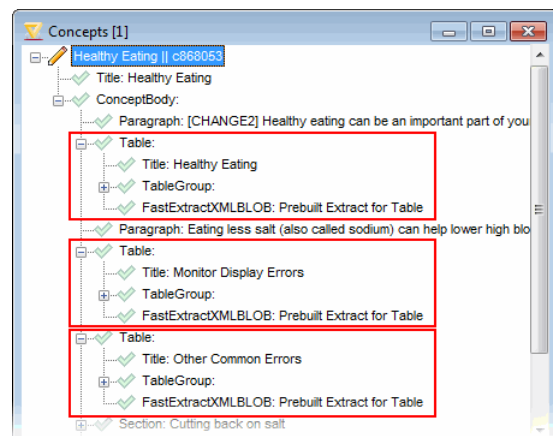 Concepts [1]
Healthy Eating || c868053
Title: Healthy Eating
ConceptBody:
Paragraph: [CHANGE2] Healthy eating can be an important part of you
Table:
Title: Healthy Eating
TableGroup:
FastExtractXMLBLOB: Prebuilt Extract for Table
Paragraph: Eating less salt (also called sodium) can help lower high blo
Table:
Title: Monitor Display Errors
TableGroup:
FastExtractXMLBLOB: Prebuilt Extract for Table
Table:
Title: Other Common Errors
TableGroup:
FastExtractXMLBLOB: Prebuilt Extract for Table
Section: Cutting back on salt